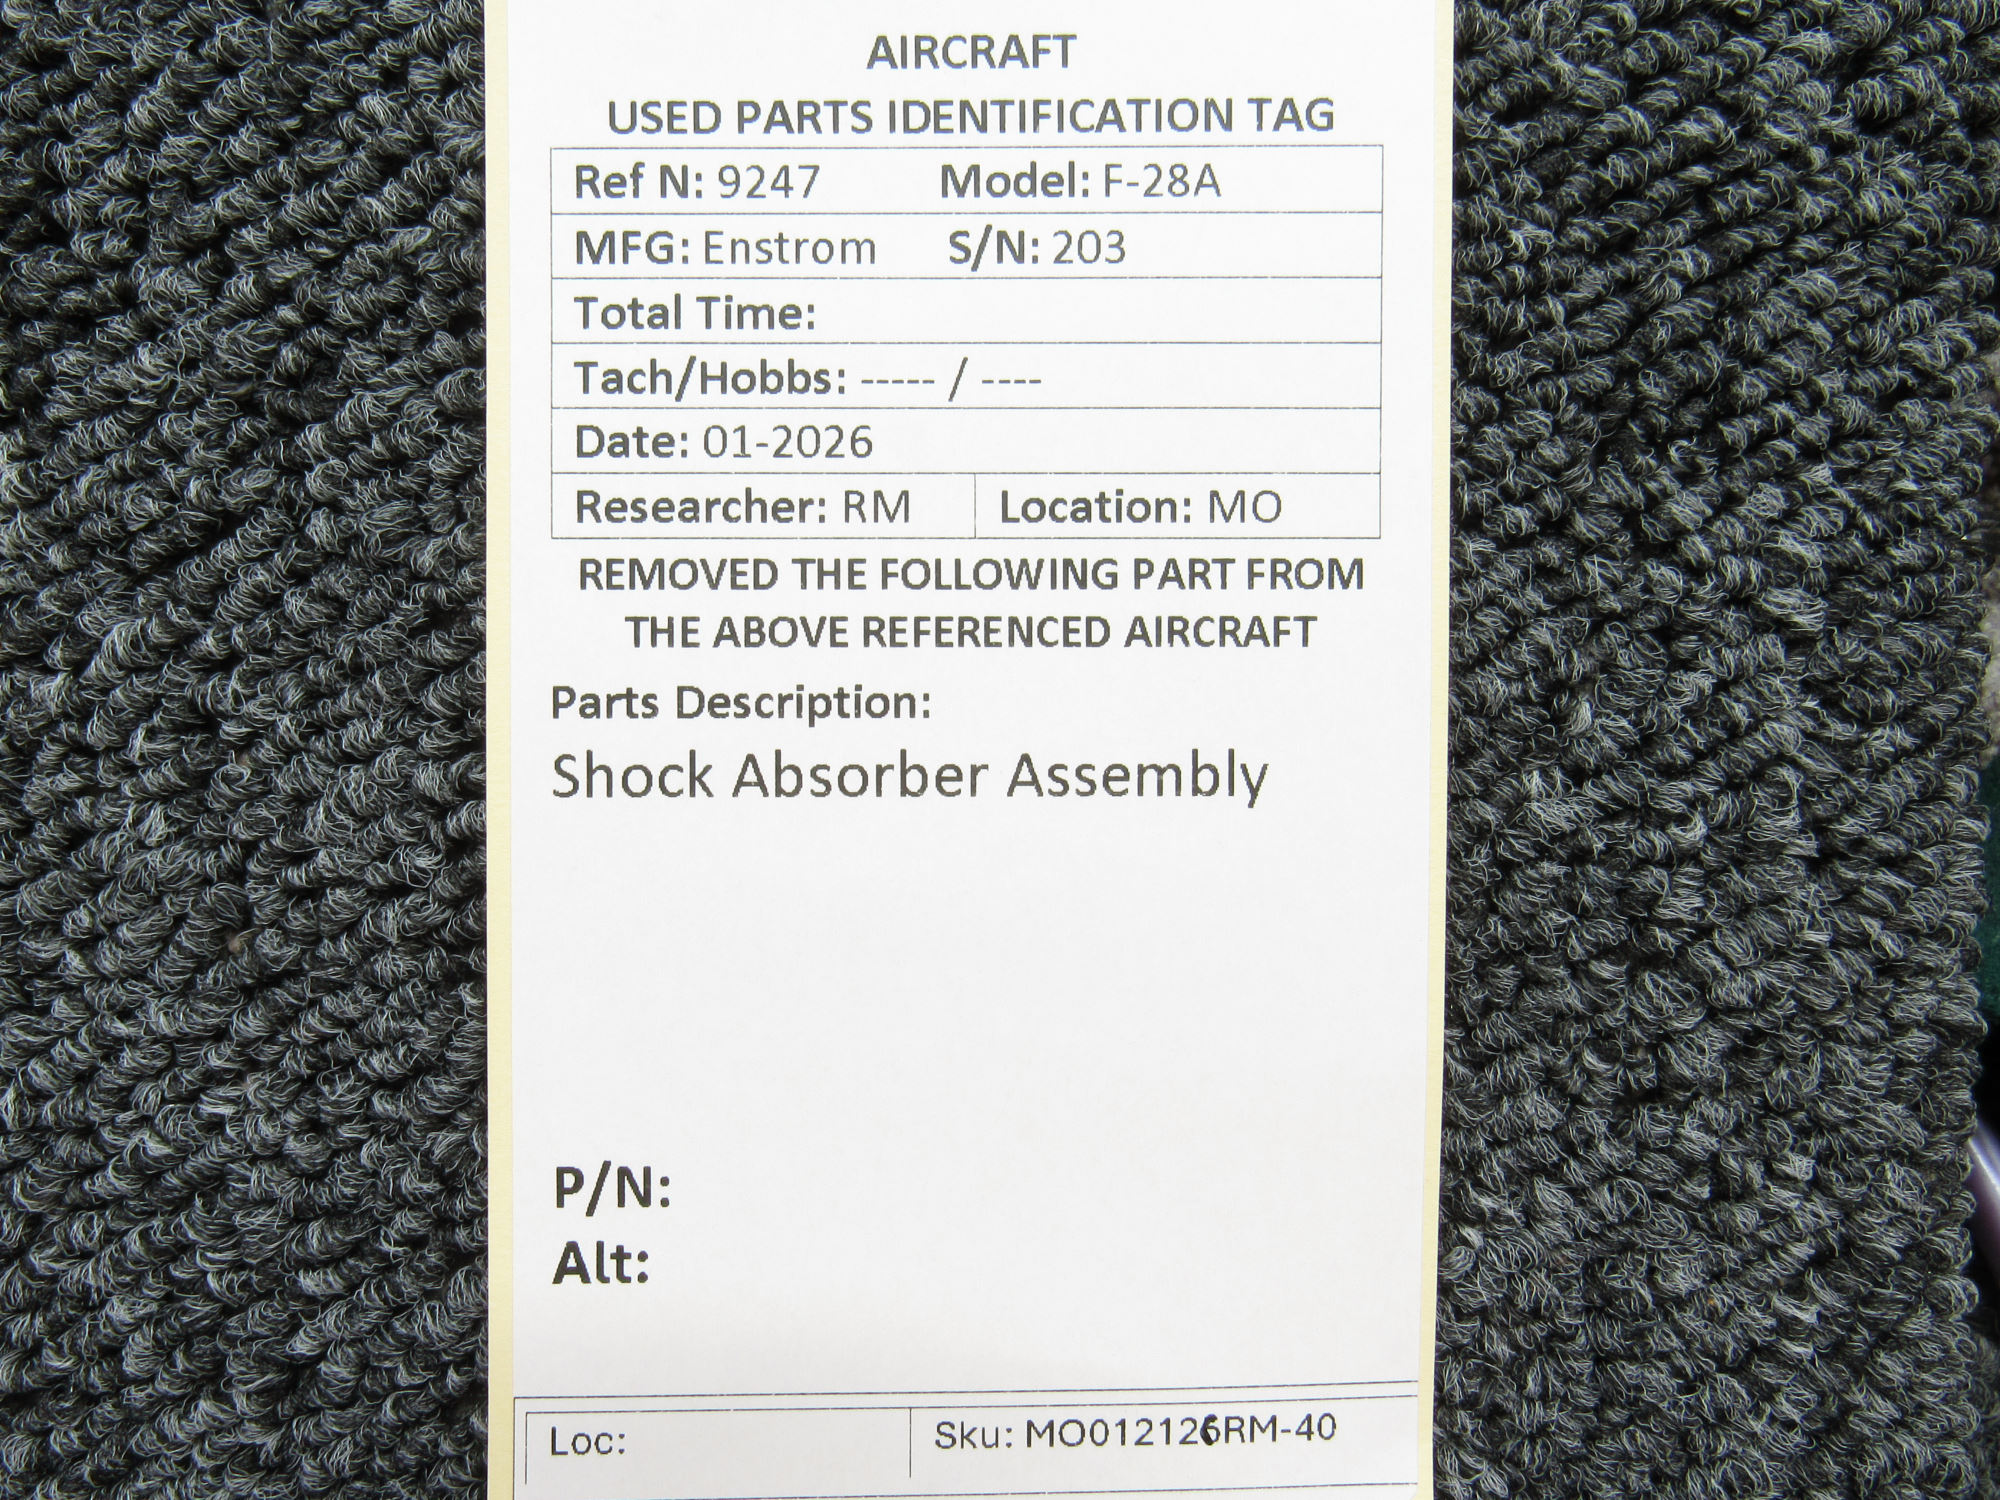 AIRCRAFT
USED PARTS IDENTIFICATION TAG
Ref N: 9247 Model: F-28A
MFG: Enstrom S/N: 203
Total Time:
Tach/Hobbs: ----- / ----
Date: 01-2026
Researcher: RM Location: MO
REMOVED THE FOLLOWING PART FROM
THE ABOVE REFERENCED AIRCRAFT
Parts Description:
Shock Absorber Assembly
P/N:
Alt:
Loc: Sku: MO012126RM-40